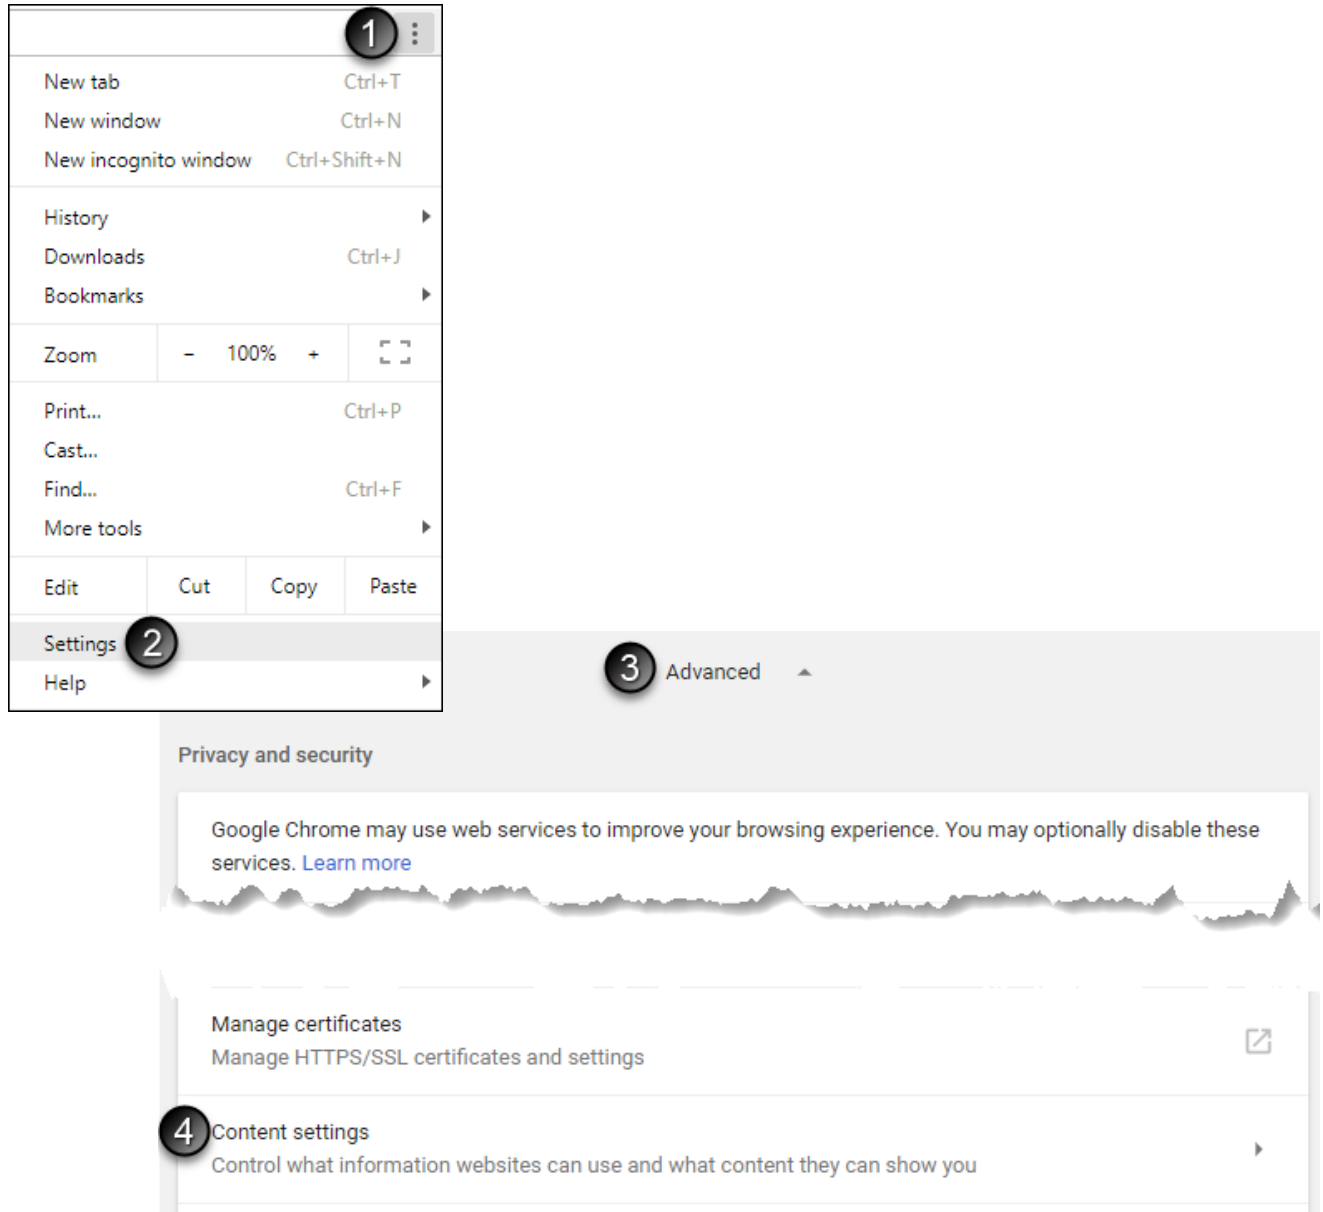 1
New tab Ctrl+T
New window Ctrl+N
New incognito window Ctrl+Shift+N
History
Downloads Ctrl+J
Bookmarks
Zoom - 100% +
Print... Ctrl+P
Cast...
Find... Ctrl+F
More tools
Edit Cut Copy Paste
Settings 2
Help
3 Advanced
Privacy and security
Google Chrome may use web services to improve your browsing experience. You may optionally disable these
services. Learn more
Manage certificates
Manage HTTPS/SSL certificates and settings
4 Content settings
Control what information websites can use and what content they can show you